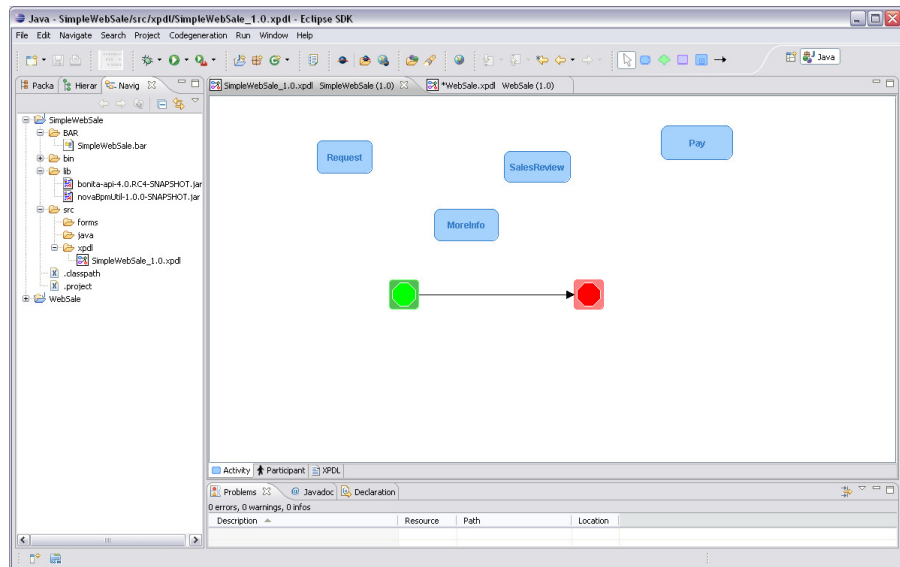 Java - SimpleWebSale/src/xpdl/SimpleWebSale_1.0.xpdl - Eclipse SDK
File Edit Navigate Search Project Codegeneration Run Window Help
Java
Packa Hierar Navig
SimpleWebSale_1.0.xpdl SimpleWebSale (1.0) *WebSale.xpdl WebSale (1.0)
SimpleWebSale
BAR
SimpleWebSale.bar
bin
lib
bonita-api-4.0.RC4-SNAPSHOT.jar
novaBpmUtil-1.0.0-SNAPSHOT.jar
src
forms
java
xpdl
SimpleWebSale_1.0.xpdl
.classpath
.project
WebSale
Request
SalesReview
Pay
MoreInfo
Activity Participant XPDL
Problems Javadoc Declaration
0 errors, 0 warnings, 0 infos
Description Resource Path Location